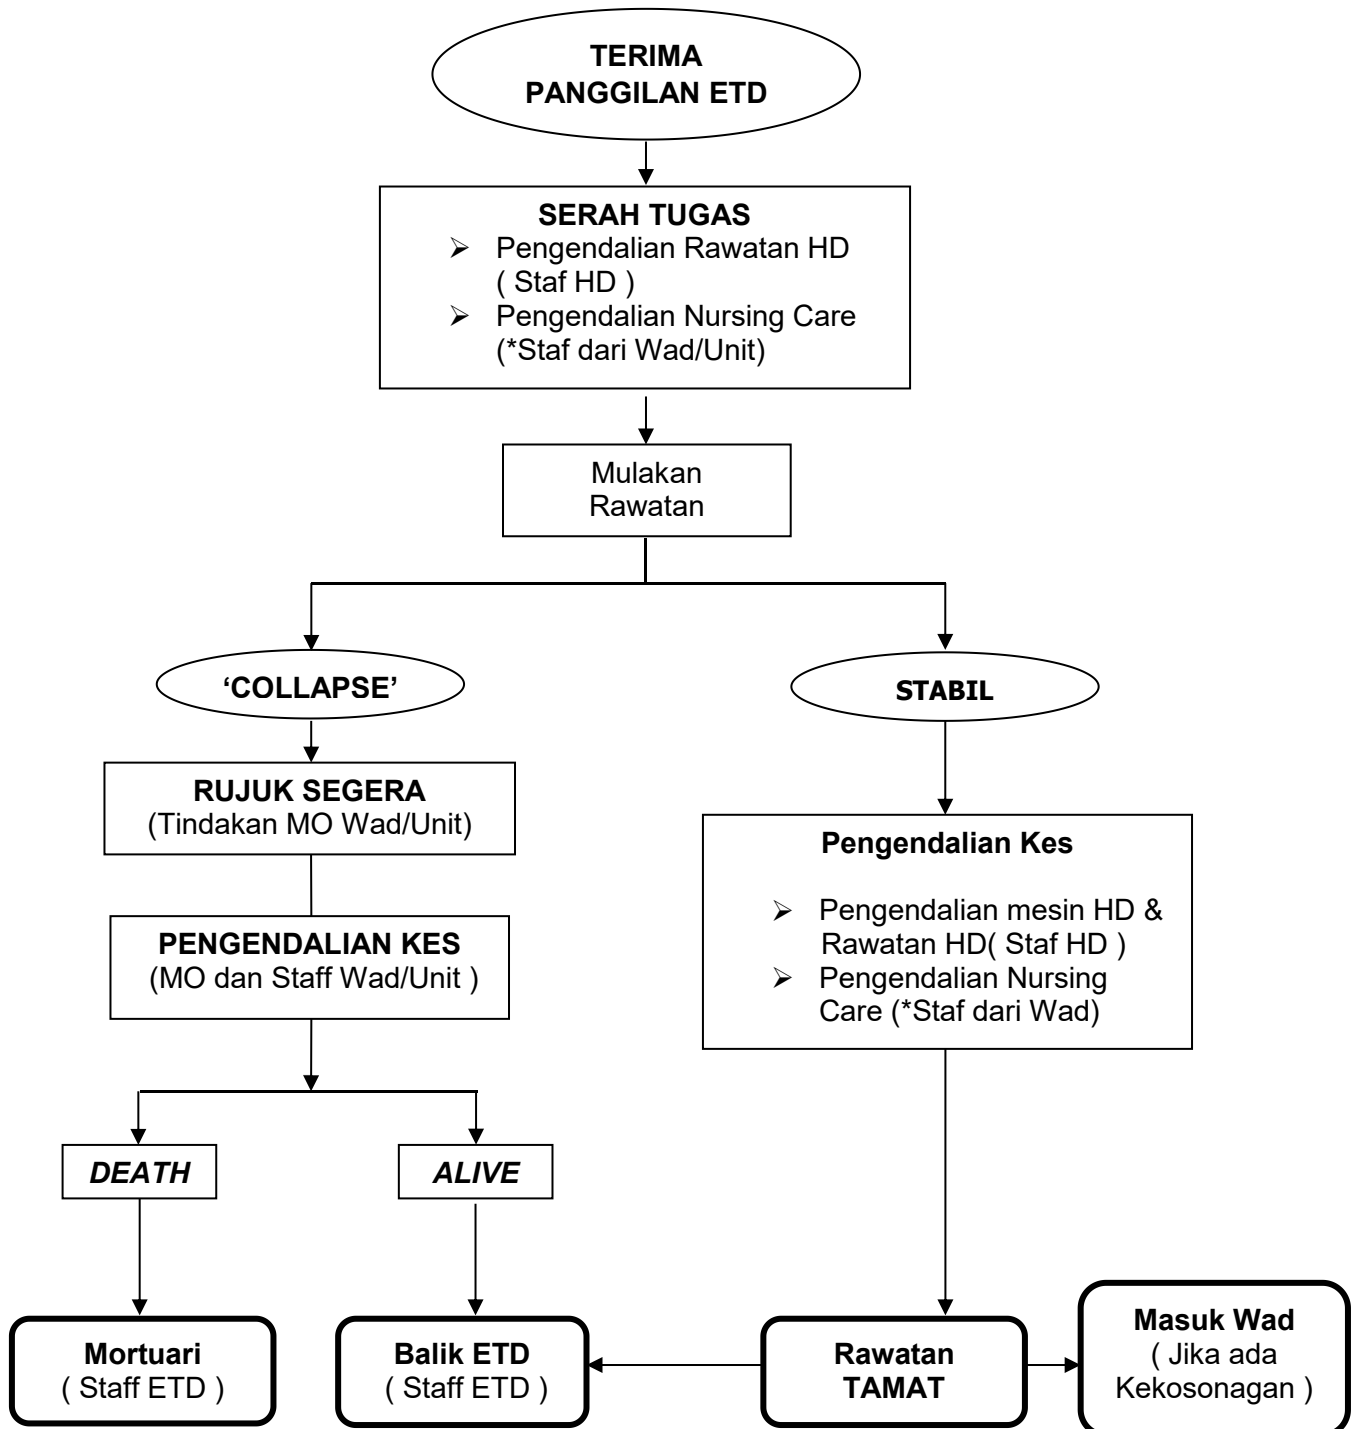 TERIMA
PANGGILAN ETD
SERAH TUGAS
➢ Pengendalian Rawatan HD
( Staf HD )
➢ Pengendalian Nursing Care
(*Staf dari Wad/Unit)
Mulakan
Rawatan
‘COLLAPSE’
STABIL
RUJUK SEGERA
(Tindakan MO Wad/Unit)
PENGENDALIAN KES
(MO dan Staff Wad/Unit )
Pengendalian Kes
➢ Pengendalian mesin HD &
Rawatan HD( Staf HD )
➢ Pengendalian Nursing
Care (*Staf dari Wad)
DEATH
ALIVE
Mortuari
( Staff ETD )
Balik ETD
( Staff ETD )
Rawatan
TAMAT
Masuk Wad
( Jika ada
Kekosonagan )